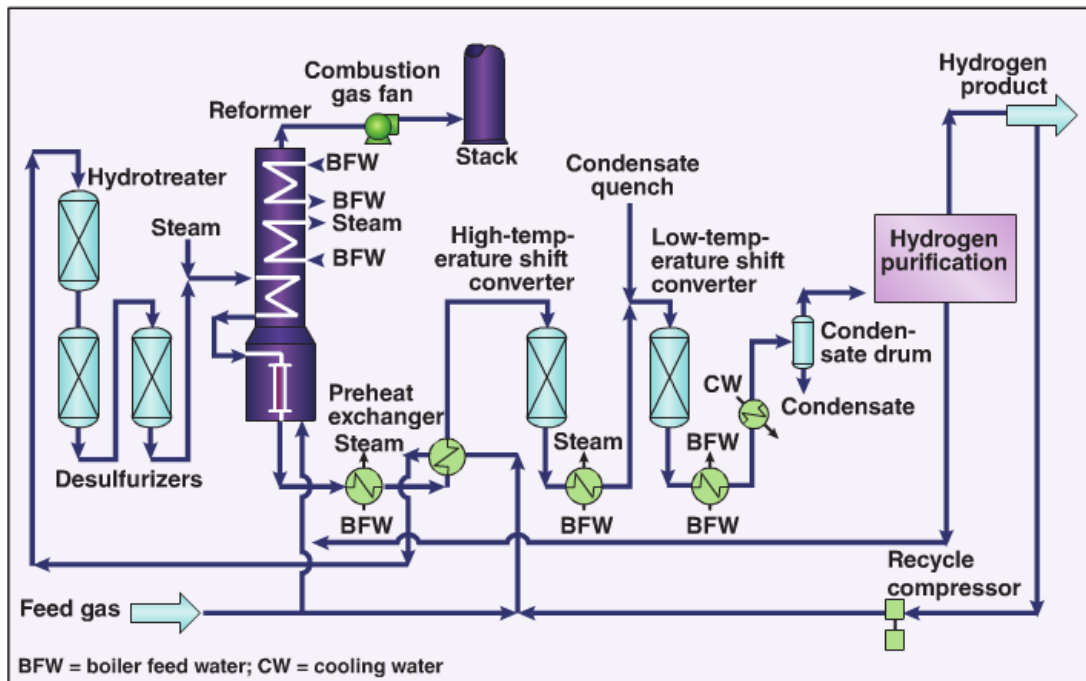 Combustion
gas fan
Reformer
Stack
Hydrogen
product
Hydrotreater
BFW
BFW
Steam
BFW
Steam
Condensate
quench
High-temp-
erature shift
converter
Low-temp-
erature shift
converter
Hydrogen
purification
Conden-
sate drum
Condensate
CW
Preheat
exchanger
Steam
BFW
Steam
BFW
BFW
BFW
Desulfurizers
Recycle
compressor
Feed gas
BFW = boiler feed water; CW = cooling water